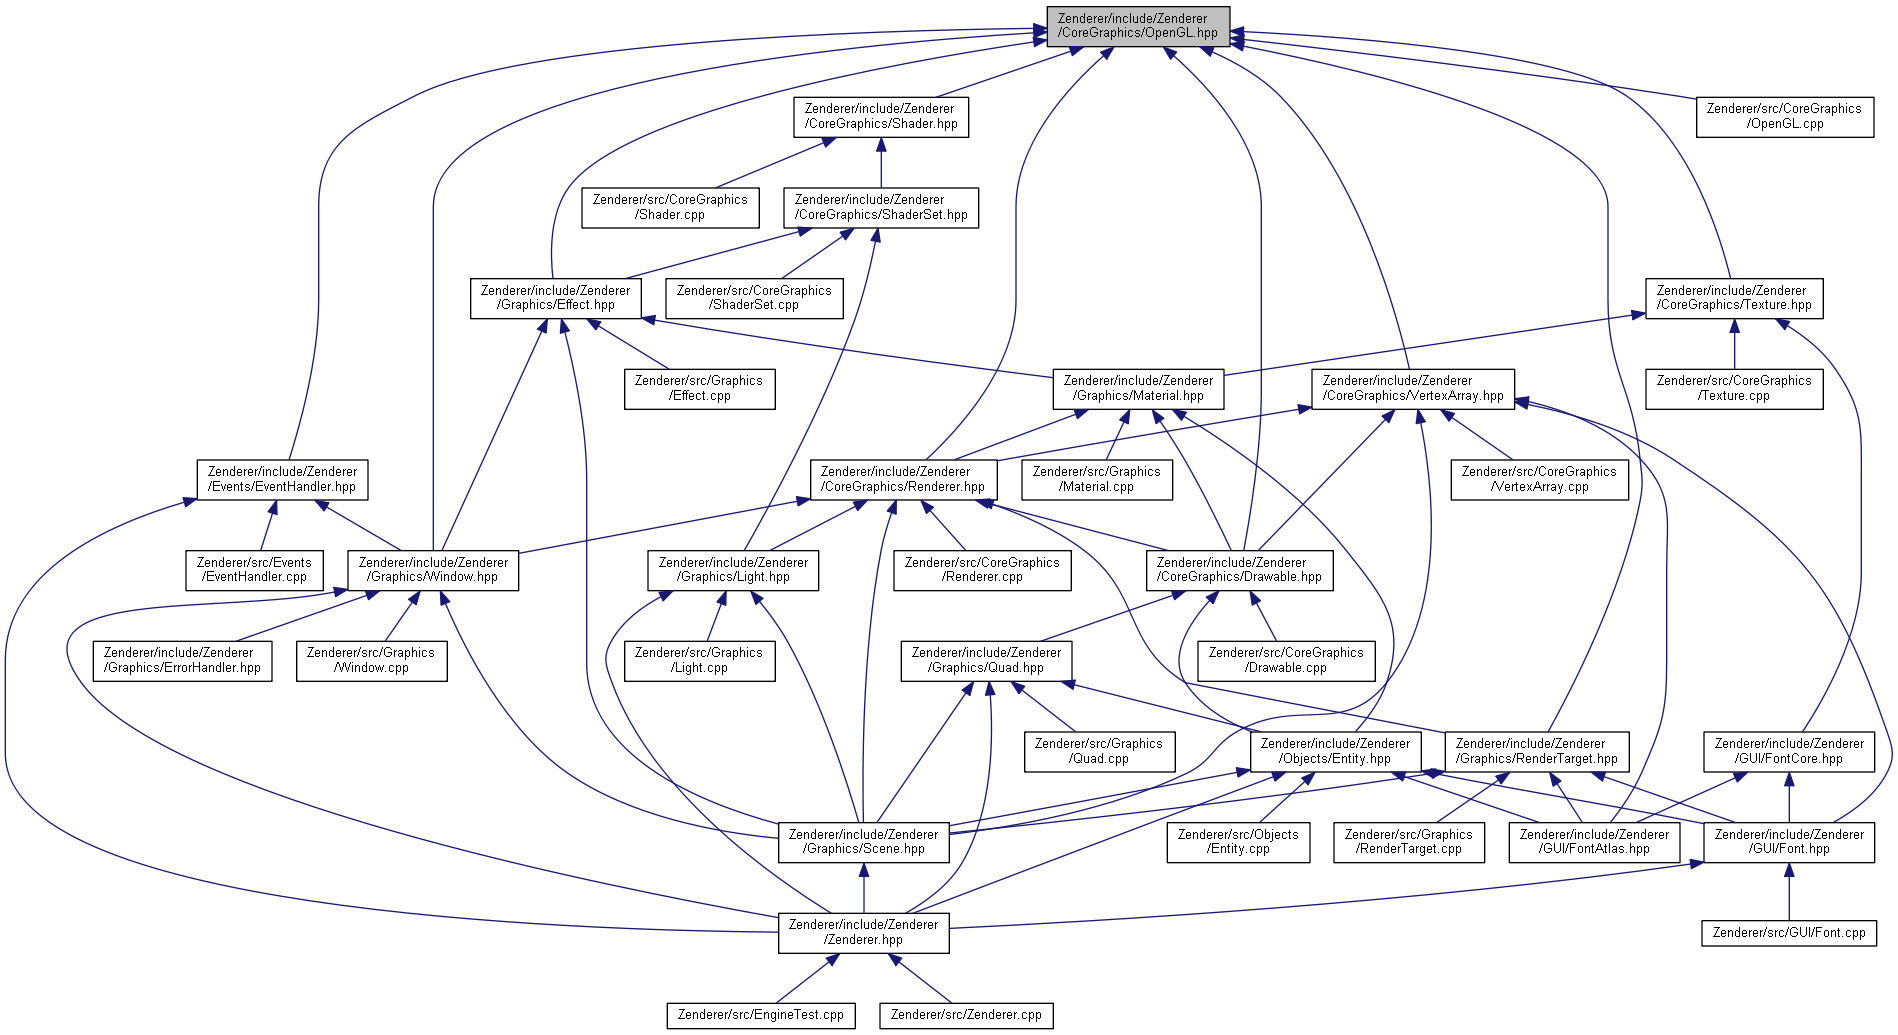 Zenderer/include/Zenderer
/CoreGraphics/OpenGL.hpp
Zenderer/include/Zenderer
/CoreGraphics/Shader.hpp
Zenderer/src/CoreGraphics
/OpenGL.cpp
Zenderer/src/CoreGraphics
/Shader.cpp
Zenderer/include/Zenderer
/CoreGraphics/ShaderSet.hpp
Zenderer/include/Zenderer
/Graphics/Effect.hpp
Zenderer/src/CoreGraphics
/ShaderSet.cpp
Zenderer/include/Zenderer
/CoreGraphics/Texture.hpp
Zenderer/src/Graphics
/Effect.cpp
Zenderer/include/Zenderer
/Graphics/Material.hpp
Zenderer/include/Zenderer
/CoreGraphics/VertexArray.hpp
Zenderer/src/CoreGraphics
/Texture.cpp
Zenderer/include/Zenderer
/Events/EventHandler.hpp
Zenderer/include/Zenderer
/CoreGraphics/Renderer.hpp
Zenderer/src/Graphics
/Material.cpp
Zenderer/src/CoreGraphics
/VertexArray.cpp
Zenderer/src/Events
/EventHandler.cpp
Zenderer/include/Zenderer
/Graphics/Window.hpp
Zenderer/include/Zenderer
/Graphics/Light.hpp
Zenderer/src/CoreGraphics
/Renderer.cpp
Zenderer/include/Zenderer
/CoreGraphics/Drawable.hpp
Zenderer/include/Zenderer
/Graphics/ErrorHandler.hpp
Zenderer/src/Graphics
/Window.cpp
Zenderer/src/Graphics
/Light.cpp
Zenderer/include/Zenderer
/Graphics/Quad.hpp
Zenderer/src/CoreGraphics
/Drawable.cpp
Zenderer/src/Graphics
/Quad.cpp
Zenderer/include/Zenderer
/Objects/Entity.hpp
Zenderer/include/Zenderer
/Graphics/RenderTarget.hpp
Zenderer/include/Zenderer
/GUI/FontCore.hpp
Zenderer/include/Zenderer
/Graphics/Scene.hpp
Zenderer/src/Objects
/Entity.cpp
Zenderer/src/Graphics
/RenderTarget.cpp
Zenderer/include/Zenderer
/GUI/FontAtlas.hpp
Zenderer/include/Zenderer
/GUI/Font.hpp
Zenderer/include/Zenderer
/Zenderer.hpp
Zenderer/src/GUI/Font.cpp
Zenderer/src/EngineTest.cpp
Zenderer/src/Zenderer.cpp